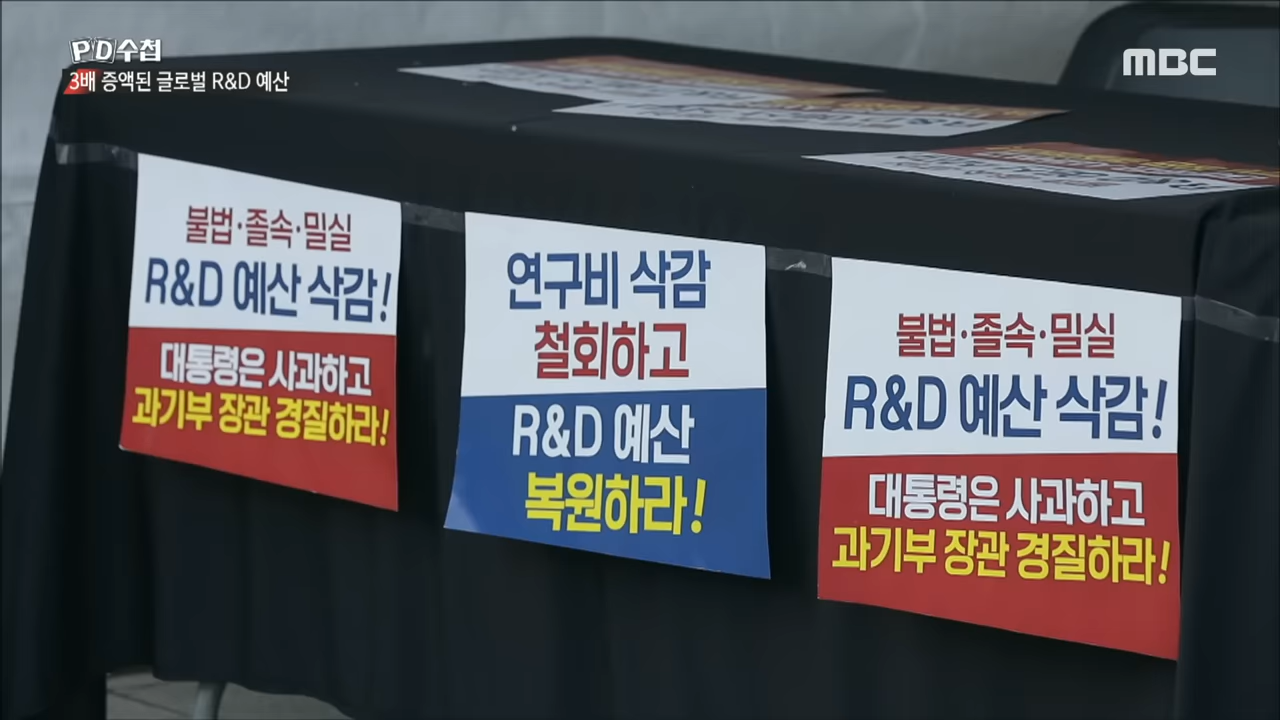 PD수첩
3배 증액된 글로벌 R&D 예산
MBC
불법·졸속·밀실
R&D 예산 삭감!
대통령은 사과하고
과기부 장관 경질하라!
연구비 삭감
철회하고
R&D 예산
복원하라!
불법·졸속·밀실
R&D 예산 삭감!
대통령은 사과하고
과기부 장관 경질하라!